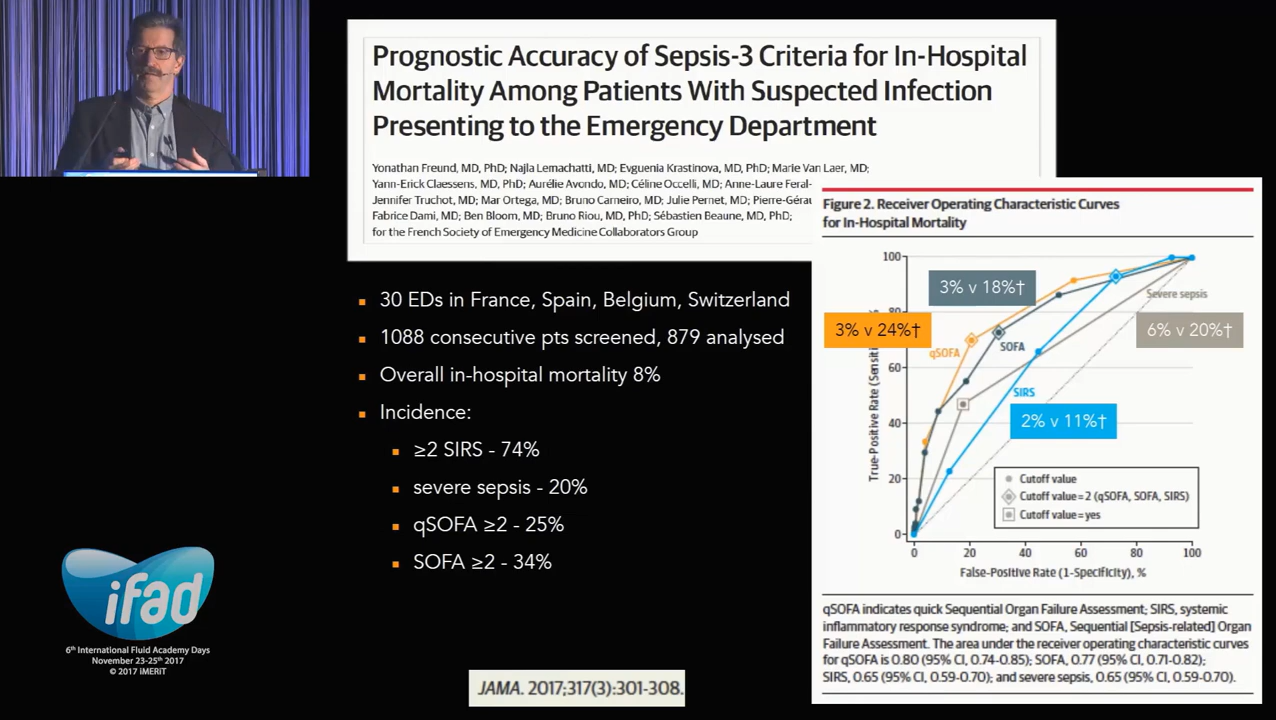 Prognostic Accuracy of Sepsis-3 Criteria for In-Hospital
Mortality Among Patients With Suspected Infection
Presenting to the Emergency Department
Yonathan Freund, MD, PhD; Najla Lemachatti, MD; Evguenia Krastinova, MD, PhD; Marie Van Laer, MD;
Yann-Erick Claessens, MD, PhD; Aurélie Avondo, MD; Céline Occelli, MD; Anne-Laure Feral-
Jennifer Truchot, MD; Mar Ortega, MD; Bruno Carneiro, MD; Julie Pernet, MD; Pierre-Gérau
Fabrice Dami, MD; Ben Bloom, MD; Bruno Riou, MD, PhD; Sébastien Beaune, MD, PhD;
for the French Society of Emergency Medicine Collaborators Group
30 EDs in France, Spain, Belgium, Switzerland
1088 consecutive pts screened, 879 analysed
Overall in-hospital mortality 8%
Incidence:
≥2 SIRS - 74%
severe sepsis - 20%
qSOFA ≥2 - 25%
SOFA ≥2 - 34%
Figure 2. Receiver Operating Characteristic Curves
for In-Hospital Mortality
100
80
60
40
20
0
True-Positive Rate (Sensiti
3% v 18%†
3% v 24%†
6% v 20%†
2% v 11%†
Severe sepsis
qSOFA
SOFA
SIRS
Cutoff value
Cutoff value=2 (qSOFA, SOFA, SIRS)
Cutoff value=yes
0 20 40 60 80 100
False-Positive Rate (1-Specificity), %
qSOFA indicates quick Sequential Organ Failure Assessment; SIRS, systemic
inflammatory response syndrome; and SOFA, Sequential [Sepsis-related] Organ
Failure Assessment. The area under the receiver operating characteristic curves
for qSOFA is 0.80 (95% CI, 0.74-0.85); SOFA, 0.77 (95% CI, 0.71-0.82);
SIRS, 0.65 (95% CI, 0.59-0.70); and severe sepsis, 0.65 (95% CI, 0.59-0.70).
ifad
6th International Fluid Academy Days
November 23-25th 2017
© 2017 iMERiT
JAMA. 2017;317(3):301-308.